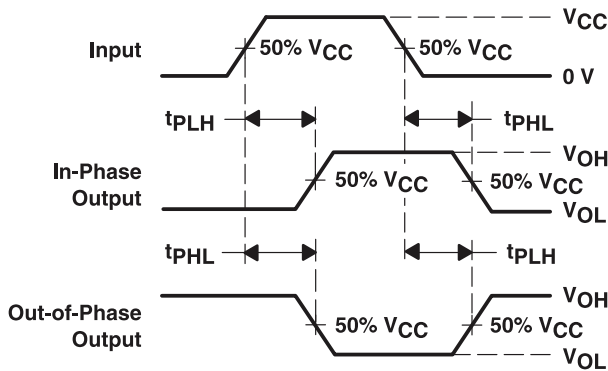 VCC
Input
50% VCC
50% VCC
0 V
tPLH
tPHL
VOH
In-Phase
Output
50% VCC
50% VCC
VOL
tPHL
tPLH
VOH
Out-of-Phase
Output
50% VCC
50% VCC
VOL